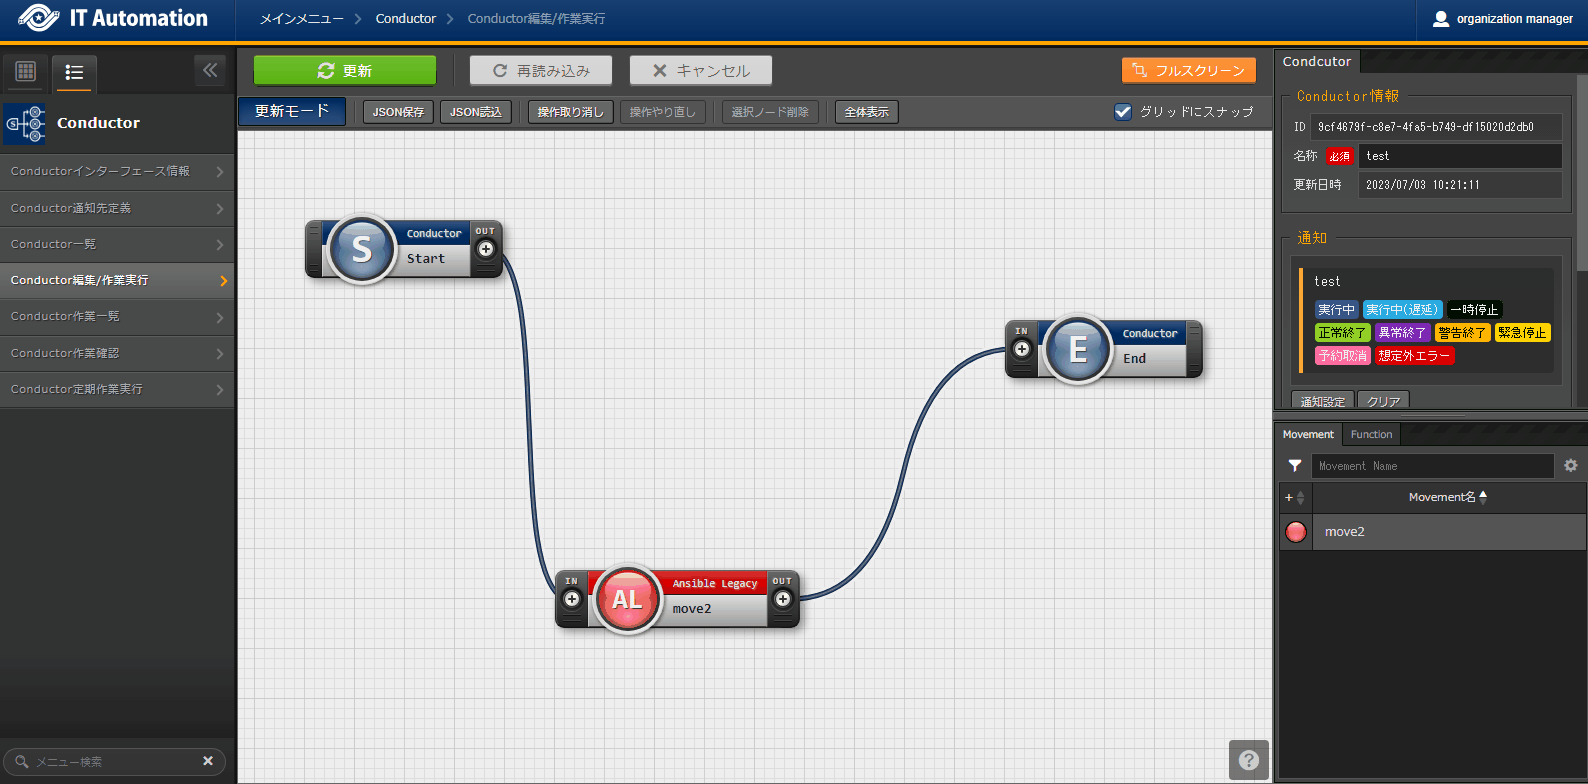 IT Automation
メインメニュー
Conductor
Conductor編集/作業実行
organization manager
Conductor
Conductorインターフェース情報
Conductor通知先定義
Conductor一覧
Conductor編集/作業実行
Conductor作業一覧
Conductor作業確認
Conductor定期作業実行
メニュー検索
更新
再読み込み
キャンセル
フルスクリーン
更新モード
JSON保存
JSON読込
操作取り消し
操作やり直し
選択ノード削除
全体表示
グリッドにスナップ
S
Conductor
Start
OUT
IN
E
Conductor
End
IN
AL
Ansible Legacy
move2
OUT
Condcutor
Conductor情報
ID 9cf4679f-c8e7-4fa5-b749-df15020d2db0
名称 必須 test
更新日時 2023/07/03 10:21:11
通知
test
実行中 実行中(遅延) 一時停止
正常終了 異常終了 警告終了 緊急停止
予約取消 想定外エラー
通知設定 クリア
Movement Function
Movement Name
+ Movement名
move2
?